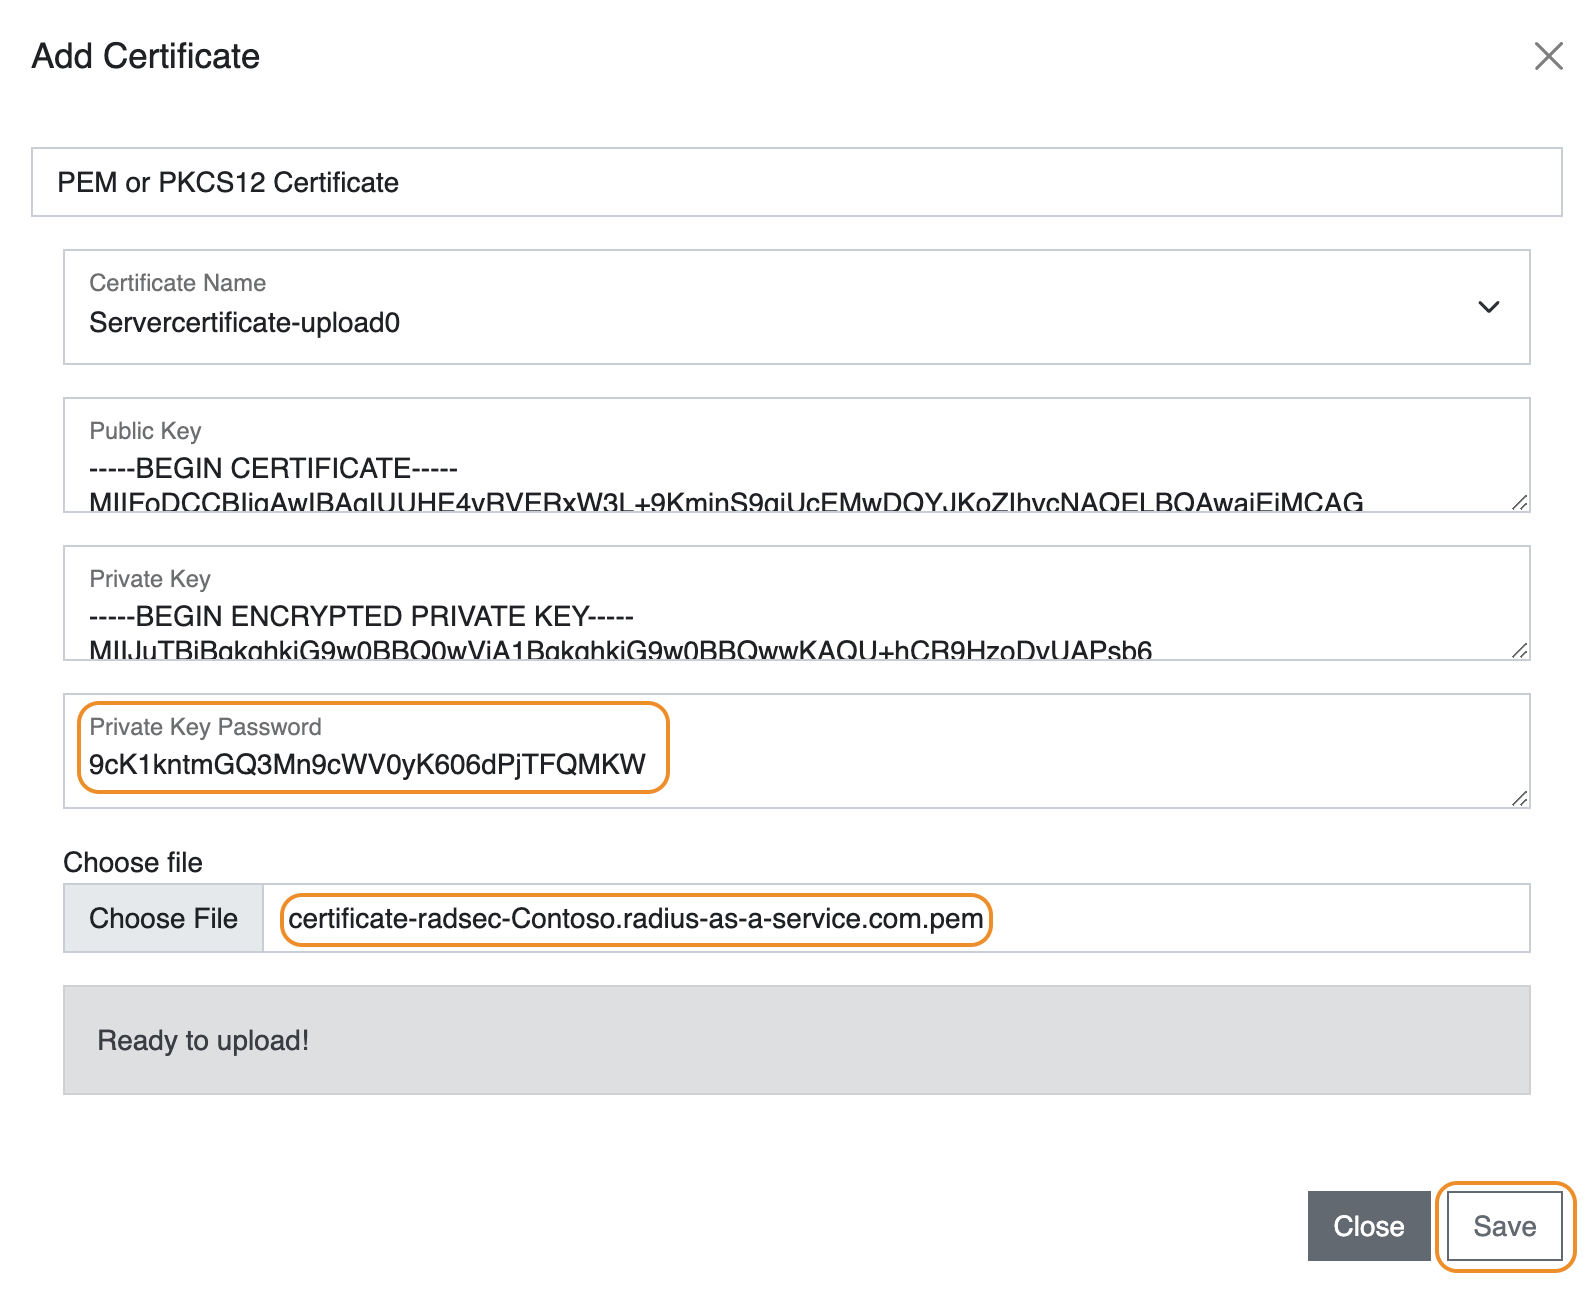 Add Certificate
PEM or PKCS12 Certificate
Certificate Name
Servercertificate-upload0
Public Key
-----BEGIN CERTIFICATE-----
MIIFoDCCBIigAwIBAgIUUHE4vRVERxW3L+9KminS9giUcEMwDQYJKoZIhvcNAQELBQAwajEiMCAG
Private Key
-----BEGIN ENCRYPTED PRIVATE KEY-----
MIIJuTBjBgkqhkiG9w0BBQ0wVjA1BgkqhkiG9w0BBQwwKAQU+hCR9HzoDyUAPsb6
Private Key Password
9cK1kntmGQ3Mn9cWV0yK606dPjTFQMKW
Choose file
Choose File
certificate-radsec-Contoso.radius-as-a-service.com.pem
Ready to upload!
Close
Save